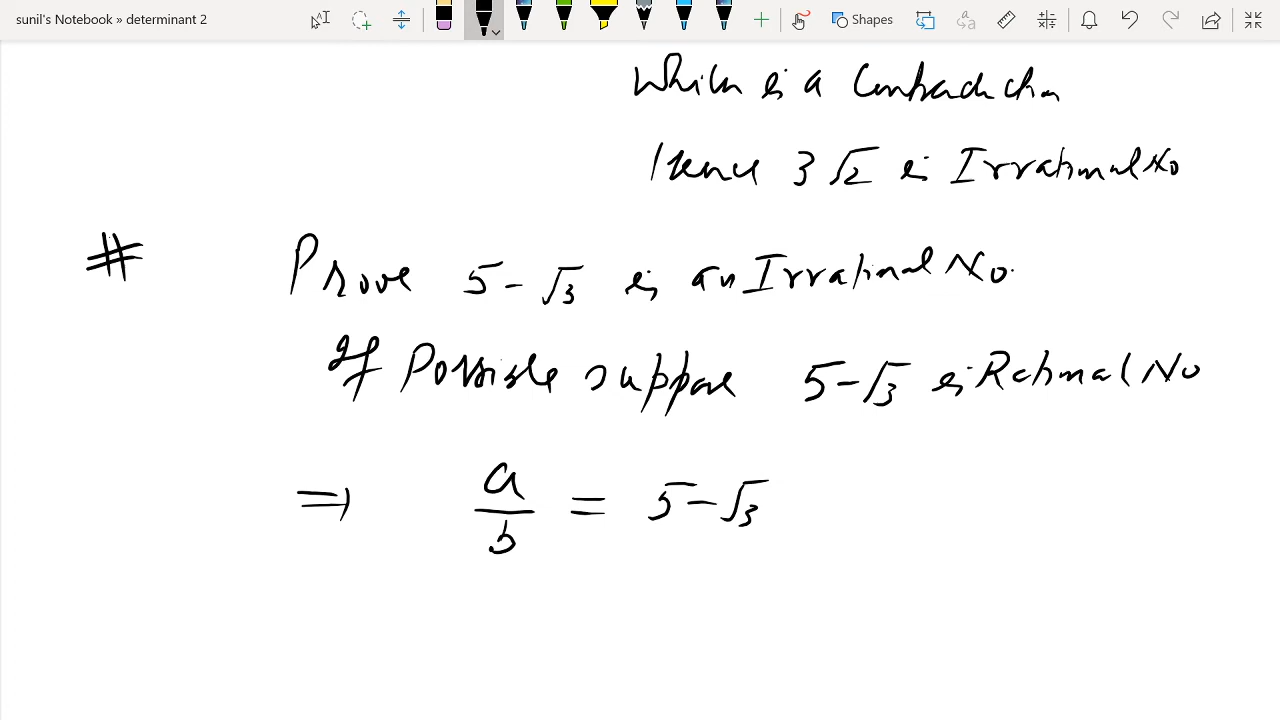 sunil's Notebook » determinant 2
Shapes
Which is a Contradiction
Hence 3√2 is Irrational No
# Prove 5-√3 is an Irrational No.
If Possible suppose 5-√3 is Rational No
⇒ a/b = 5-√3